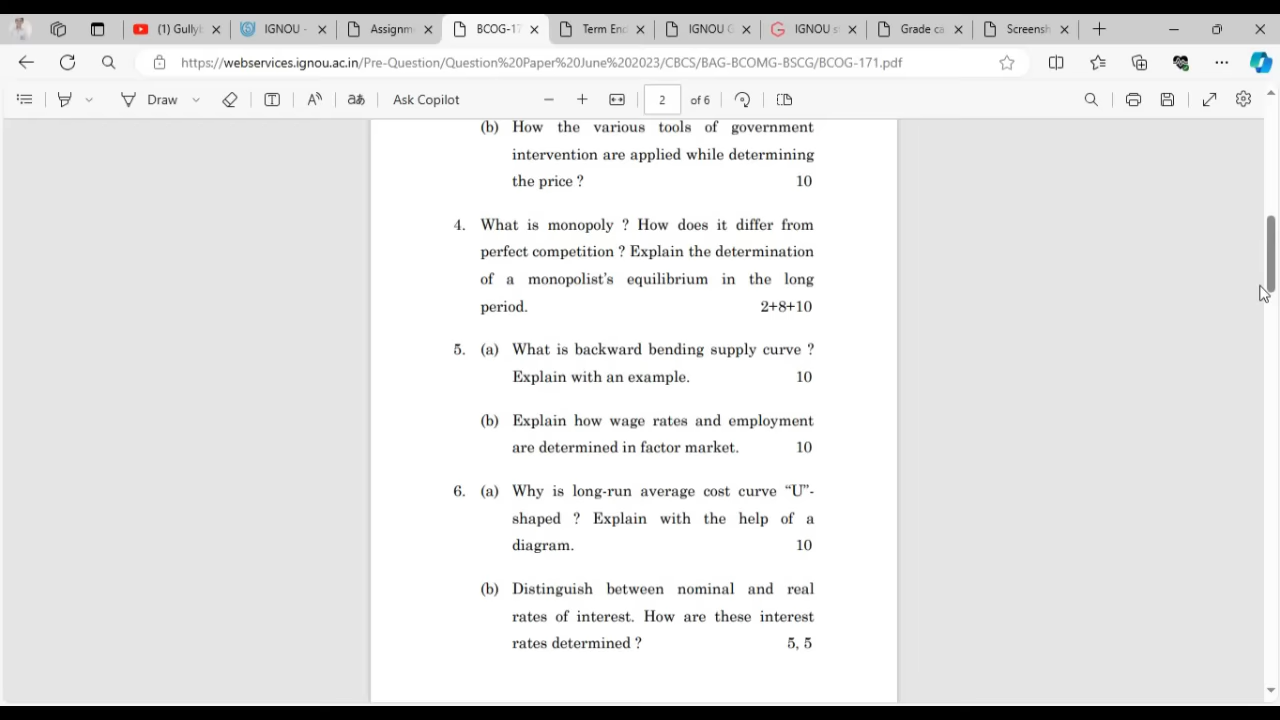 (1) Gullyb
IGNOU -
Assignm
BCOG-17
Term End
IGNOU G
IGNOU s
Grade ca
Screensh
https://webservices.ignou.ac.in/Pre-Question/Question%20Paper%20June%202023/CBCS/BAG-BCOMG-BSCG/BCOG-171.pdf
Draw
Ask Copilot
2 of 6
(b) How the various tools of government
intervention are applied while determining
the price ? 10
4. What is monopoly ? How does it differ from
perfect competition ? Explain the determination
of a monopolist's equilibrium in the long
period. 2+8+10
5. (a) What is backward bending supply curve ?
Explain with an example. 10
(b) Explain how wage rates and employment
are determined in factor market. 10
6. (a) Why is long-run average cost curve “U”-
shaped ? Explain with the help of a
diagram. 10
(b) Distinguish between nominal and real
rates of interest. How are these interest
rates determined ? 5, 5